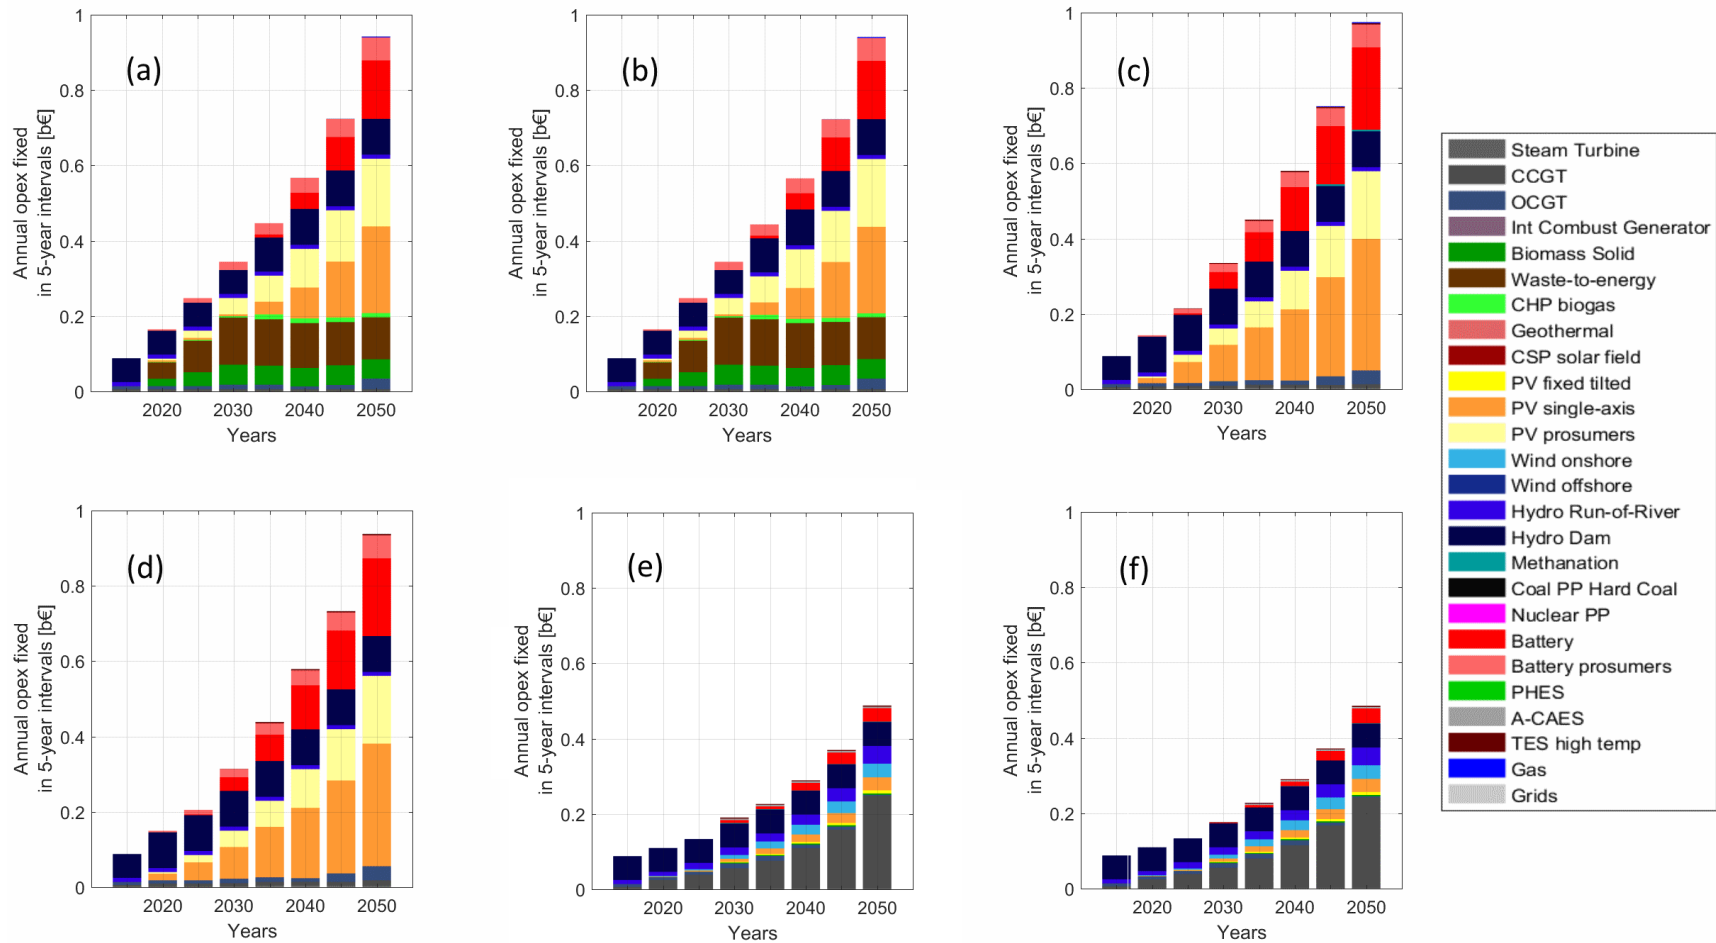 (a)
1
0.8
0.6
0.4
0.2
0
Annual opex fixed
in 5-year intervals [b€]
2020 2030 2040 2050
Years
(b)
1
0.8
0.6
0.4
0.2
0
Annual opex fixed
in 5-year intervals [b€]
2020 2030 2040 2050
Years
(c)
1
0.8
0.6
0.4
0.2
0
Annual opex fixed
in 5-year intervals [b€]
2020 2030 2040 2050
Years
(d)
1
0.8
0.6
0.4
0.2
0
Annual opex fixed
in 5-year intervals [b€]
2020 2030 2040 2050
Years
(e)
1
0.8
0.6
0.4
0.2
0
Annual opex fixed
in 5-year intervals [b€]
2020 2030 2040 2050
Years
(f)
1
0.8
0.6
0.4
0.2
0
Annual opex fixed
in 5-year intervals [b€]
2020 2030 2040 2050
Years
Steam Turbine
CCGT
OCGT
Int Combust Generator
Biomass Solid
Waste-to-energy
CHP biogas
Geothermal
CSP solar field
PV fixed tilted
PV single-axis
PV prosumers
Wind onshore
Wind offshore
Hydro Run-of-River
Hydro Dam
Methanation
Coal PP Hard Coal
Nuclear PP
Battery
Battery prosumers
PHES
A-CAES
TES high temp
Gas
Grids